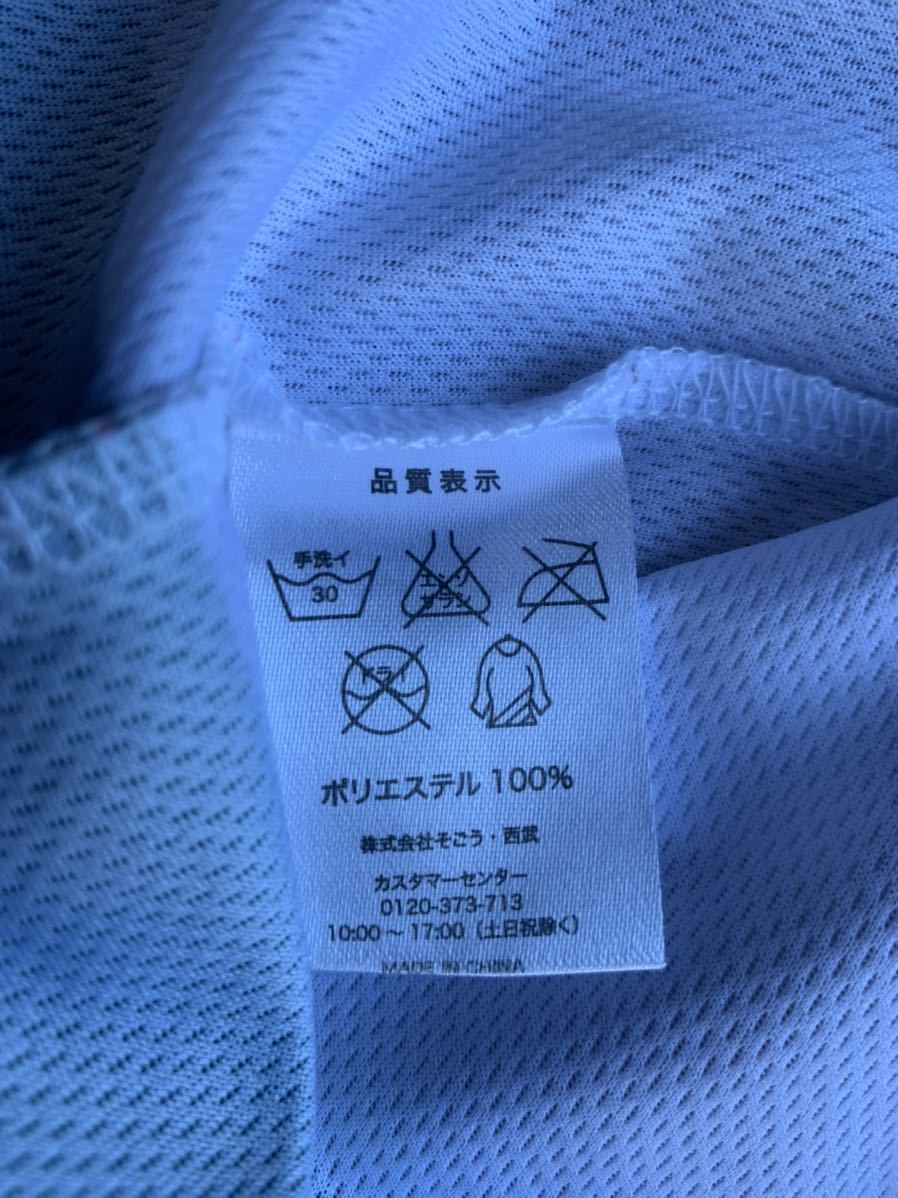 品質表示
手洗イ
30
エンソ
サラシ
ドライ
ポリエステル 100%
株式会社そごう・西武
カスタマーセンター
0120-373-713
10:00～17:00（土日祝除く）
MADE IN CHINA